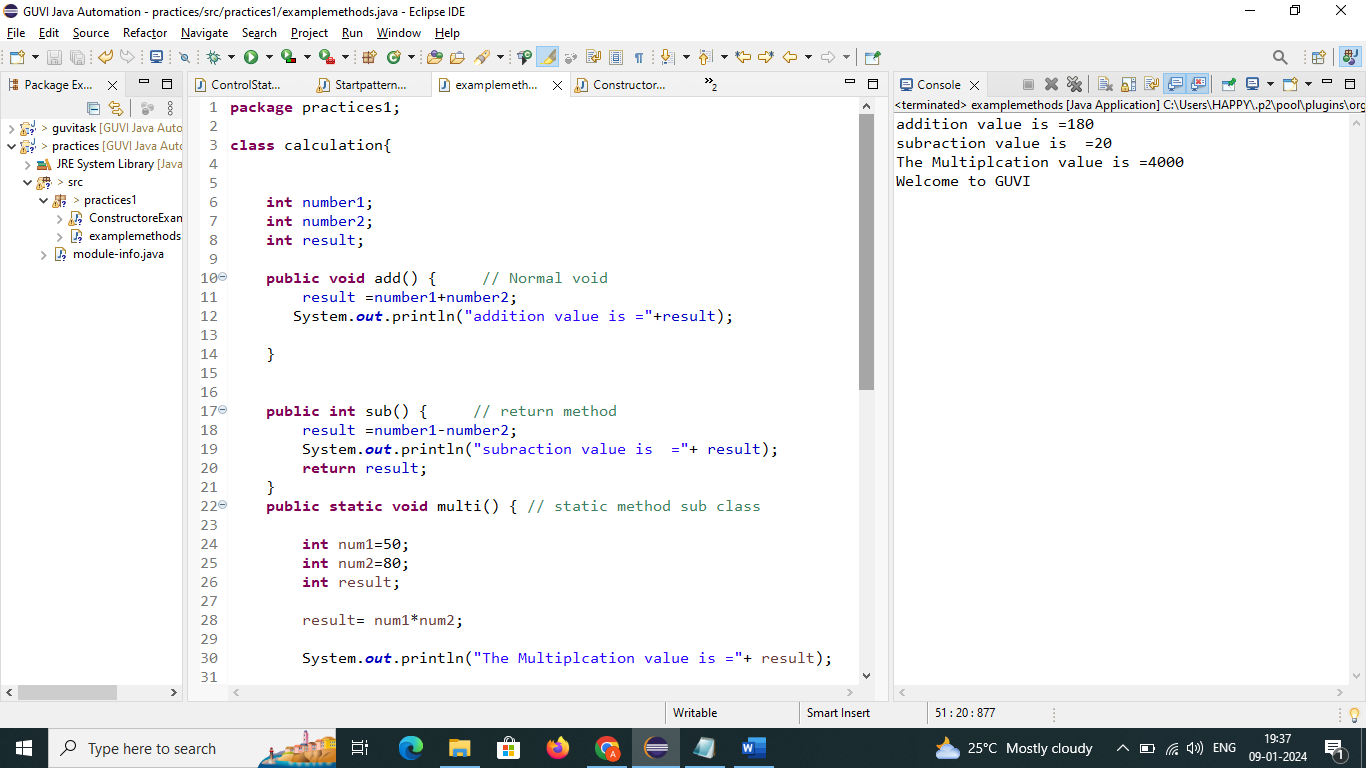 GUVI Java Automation - practices/src/practices1/examplemethods.java - Eclipse IDE
File Edit Source Refactor Navigate Search Project Run Window Help
Package Ex...
guvitask [GUVI Java Auto
practices [GUVI Java Auto
JRE System Library [Java
src
practices1
ConstructoreExan
examplemethods
module-info.java
ControlStat...
Startpattern...
examplemeth...
Constructor...
»2
1 package practices1;
2
3 class calculation{
4
5
6 int number1;
7 int number2;
8 int result;
9
10 public void add() { // Normal void
11 result =number1+number2;
12 System.out.println("addition value is ="+result);
13
14 }
15
16
17 public int sub() { // return method
18 result =number1-number2;
19 System.out.println("subraction value is  ="+ result);
20 return result;
21 }
22 public static void multi() { // static method sub class
23
24 int num1=50;
25 int num2=80;
26 int result;
27
28 result= num1*num2;
29
30 System.out.println("The Multiplcation value is ="+ result);
31
Console
<terminated> examplemethods [Java Application] C:\Users\HAPPY\.p2\pool\plugins\org
addition value is =180
subraction value is  =20
The Multiplcation value is =4000
Welcome to GUVI
Writable
Smart Insert
51 : 20 : 877
Type here to search
25°C Mostly cloudy
ENG
19:37
09-01-2024
1